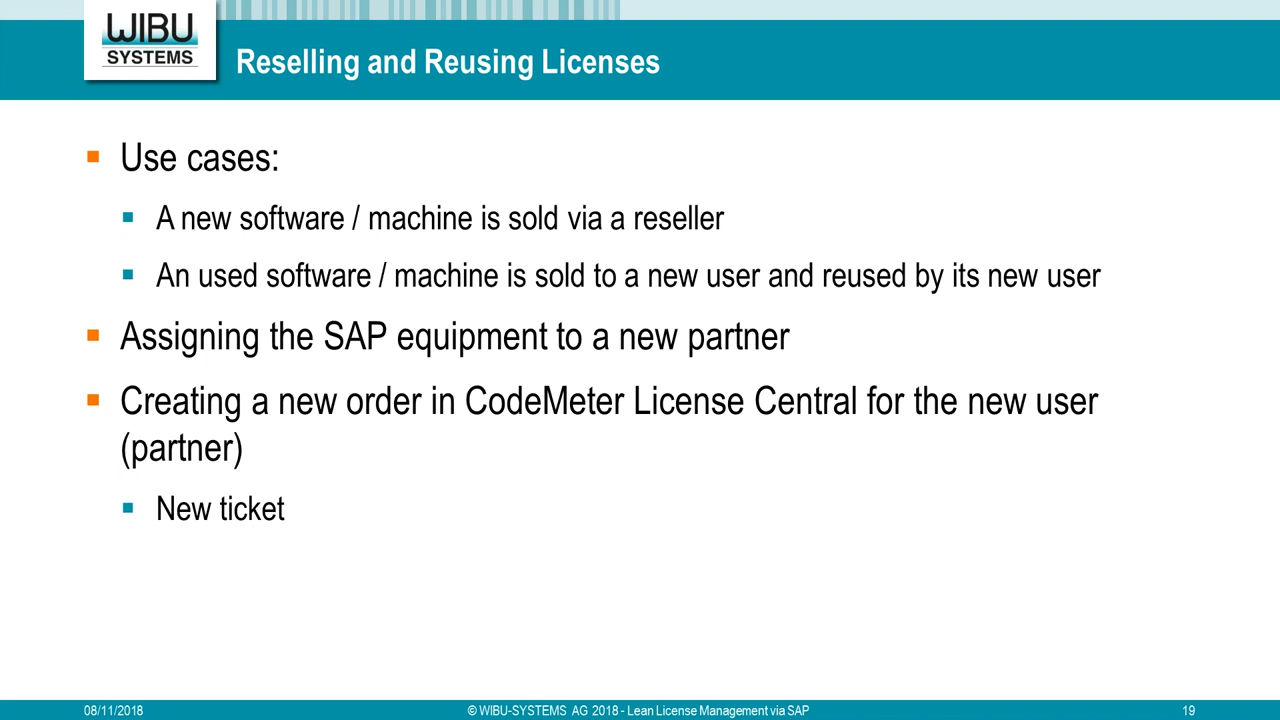 WIBU
SYSTEMS
Reselling and Reusing Licenses
Use cases:
A new software / machine is sold via a reseller
An used software / machine is sold to a new user and reused by its new user
Assigning the SAP equipment to a new partner
Creating a new order in CodeMeter License Central for the new user
(partner)
New ticket
08/11/2018
© WIBU-SYSTEMS AG 2018 - Lean License Management via SAP
19